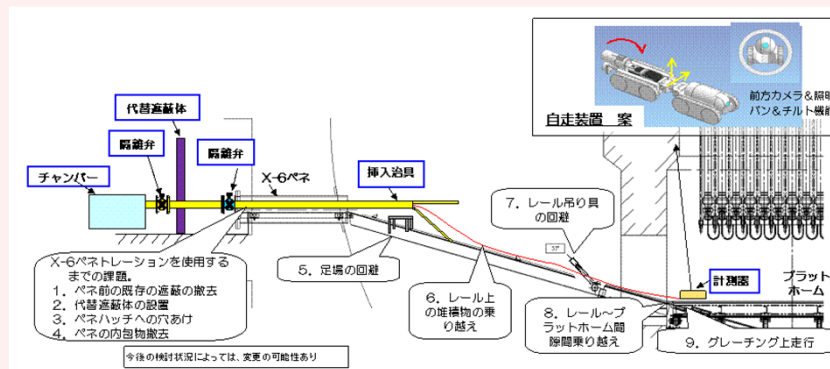 前方カメラ&照明
パン&チルト機能
自走装置 案
代替遮蔽体
隔離弁
隔離弁
X-6ペネ
挿入治具
チャンバー
7. レール吊り具
の回避
X-6ペネトレーションを使用する
までの課題。
1. ペネ前の既存の遮蔽の撤去
2. 代替遮蔽体の設置
3. ペネハッチへの穴あけ
4. ペネの内包物撤去
5. 足場の回避
6. レール上
の堆積物の乗
り越え
計測器
プラット
ホーム
8. レール~プ
ラットホーム間
隙間乗り越え
9. グレーチング上走行
今後の検討状況によっては、変更の可能性あり